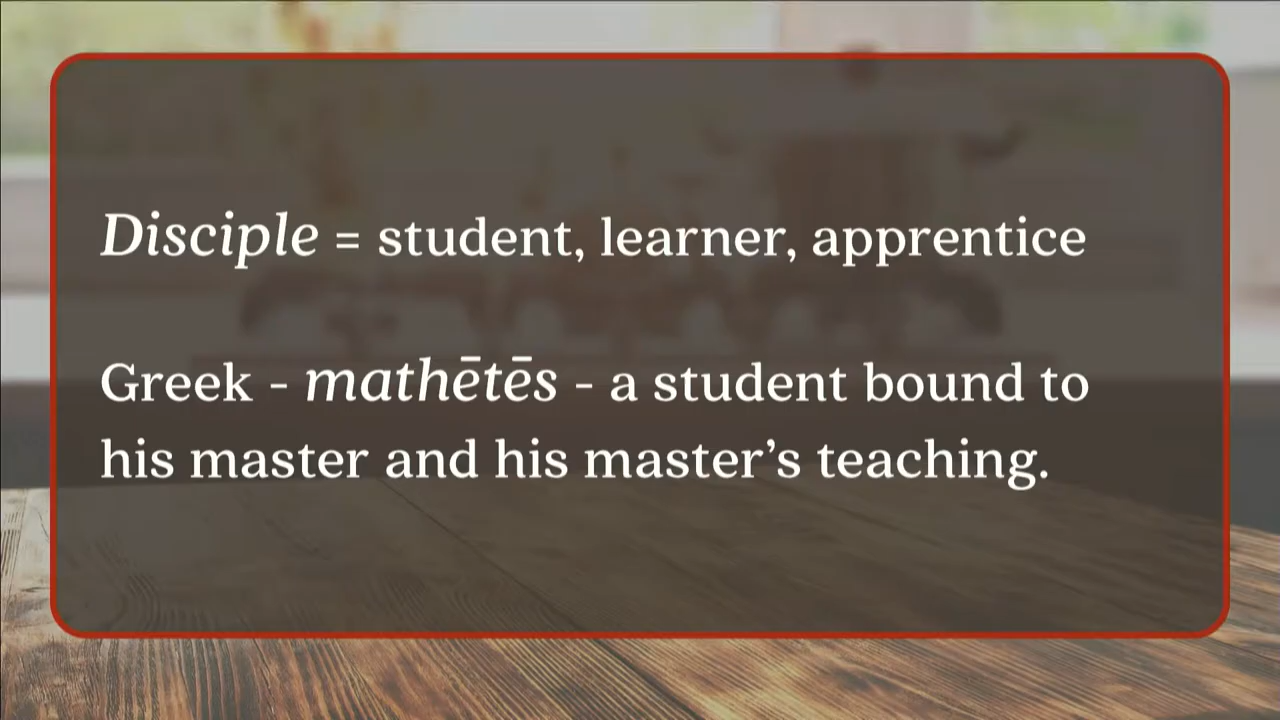 Disciple = student, learner, apprentice
Greek - mathētēs - a student bound to
his master and his master’s teaching.